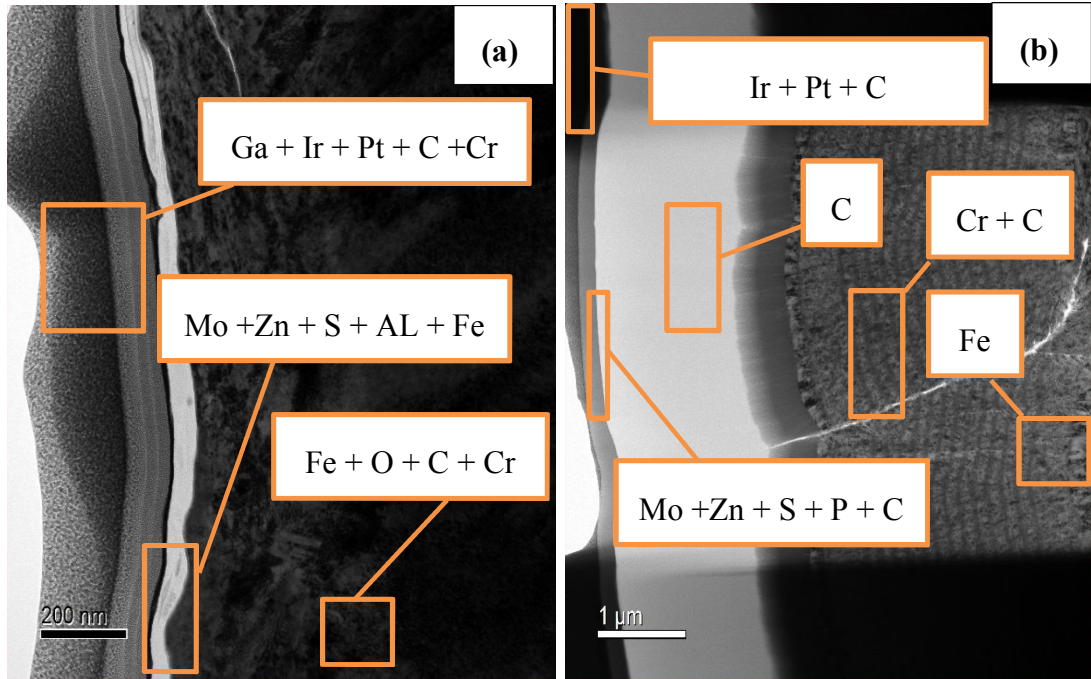 (a)
Ga + Ir + Pt + C +Cr
Mo +Zn + S + AL + Fe
Fe + O + C + Cr
200 nm
(b)
Ir + Pt + C
C
Cr + C
Fe
Mo +Zn + S + P + C
1 µm